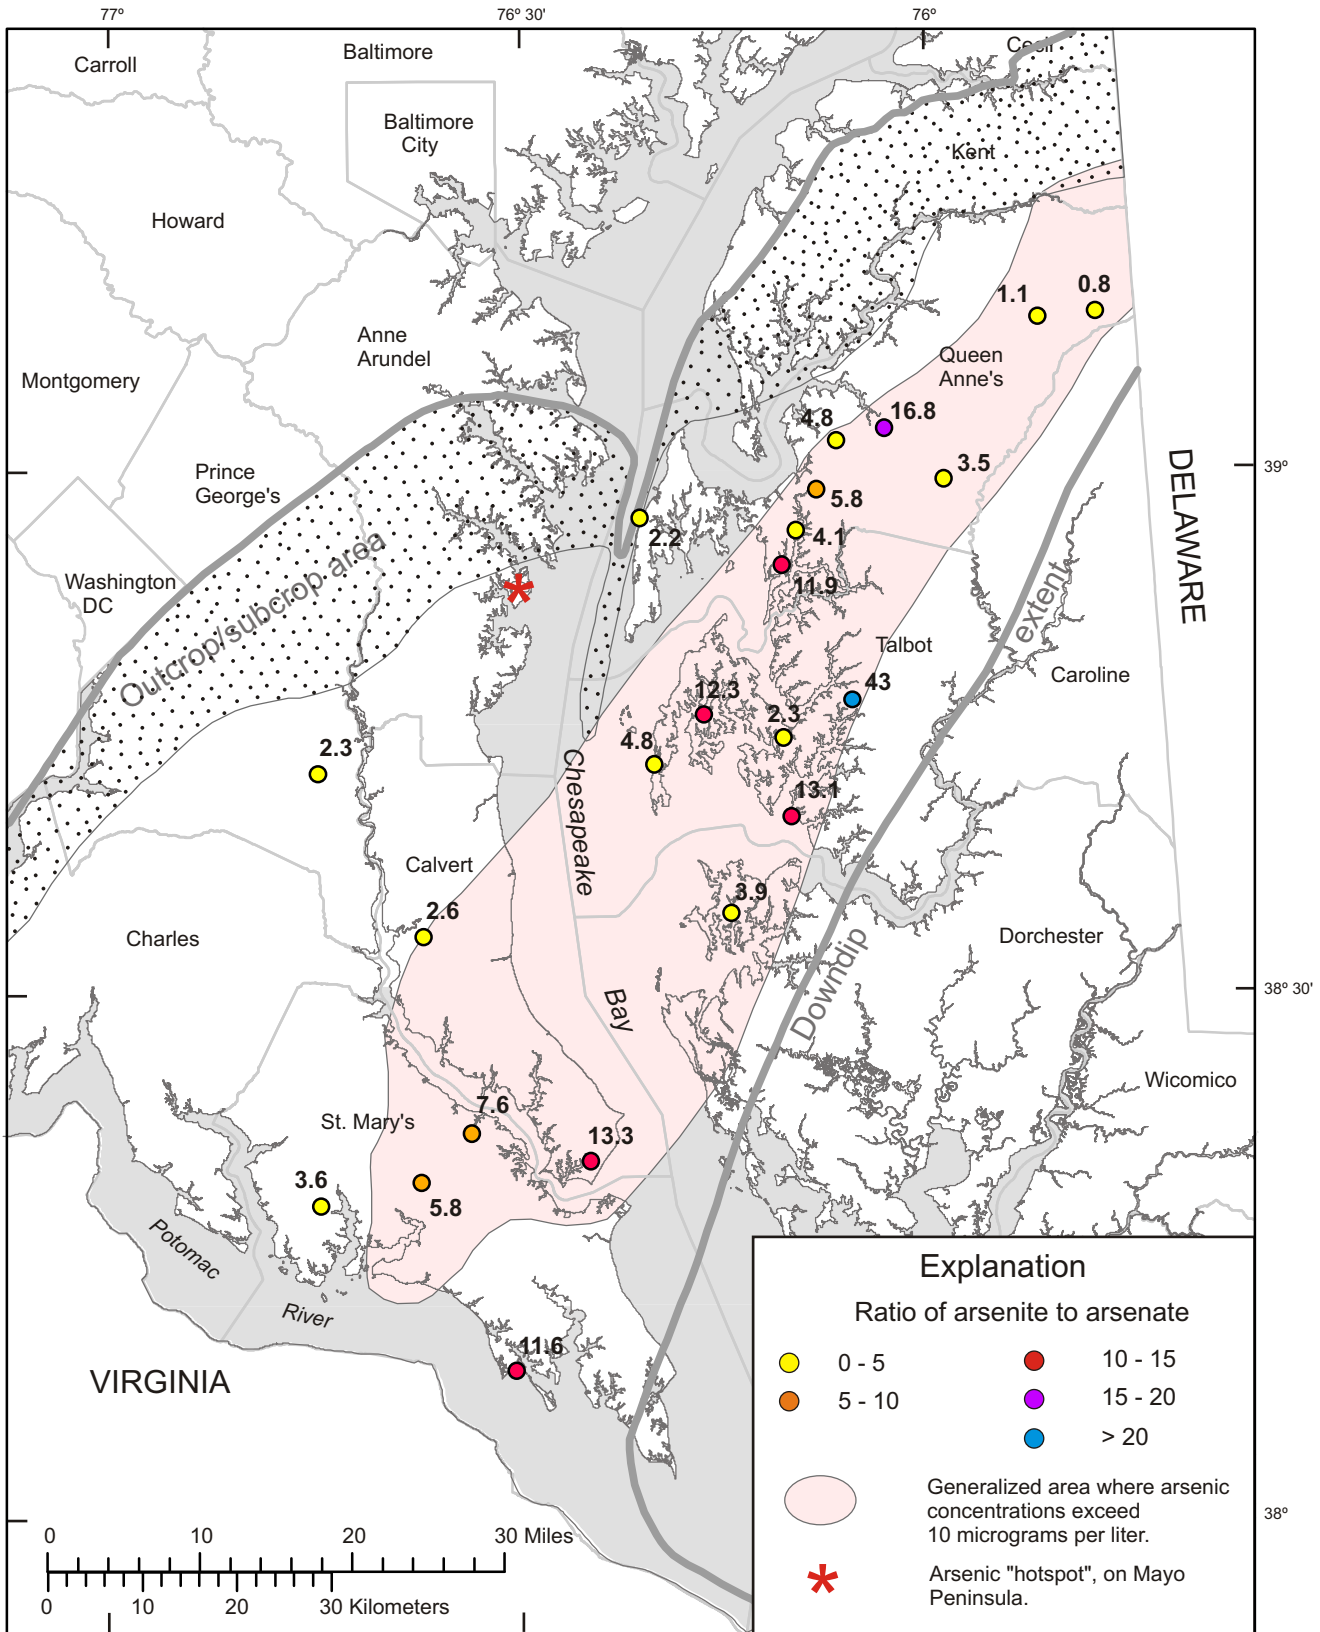 77°
76° 30'
76°
Carroll
Baltimore
Cecil
Baltimore
City
Kent
Howard
1.1
0.8
Anne
Arundel
Montgomery
Queen
Anne's
4.8
16.8
3.5
39°
DELAWARE
Prince
George's
5.8
2.2
4.1
11.9
Washington
DC
Outcrop/subcrop area
Talbot
Caroline
43
12.3
2.3
4.8
2.3
13.1
Chesapeake
Bay
Calvert
3.9
2.6
Charles
Dorchester
Downdip
extent
38° 30'
Wicomico
7.6
St. Mary's
13.3
3.6
5.8
Potomac
River
11.6
VIRGINIA
38°
Explanation
Ratio of arsenite to arsenate
0 - 5
10 - 15
5 - 10
15 - 20
> 20
Generalized area where arsenic
concentrations exceed
10 micrograms per liter.
Arsenic "hotspot", on Mayo
Peninsula.
0 10 20 30 Miles
0 10 20 30 Kilometers